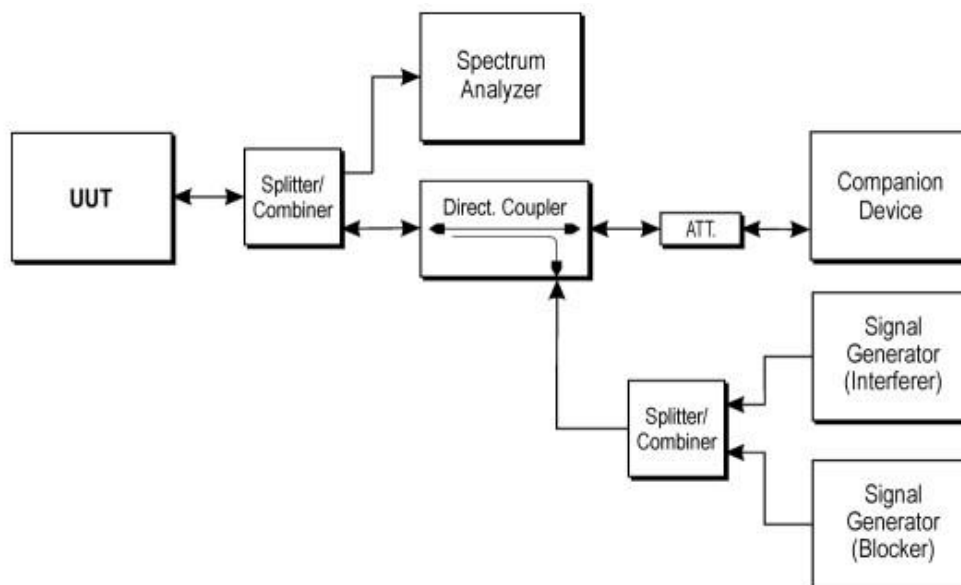 Spectrum
Analyzer
UUT
Splitter/
Combiner
Direct. Coupler
ATT.
Companion
Device
Signal
Generator
(Interferer)
Splitter/
Combiner
Signal
Generator
(Blocker)